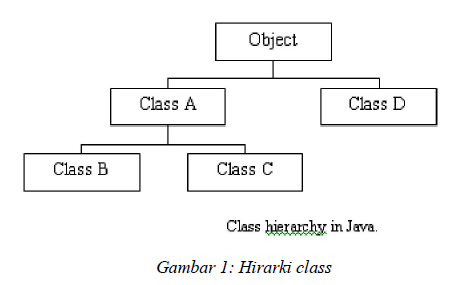 Object
Class A
Class D
Class B
Class C
Class hierarchy in Java.
Gambar 1: Hirarki class